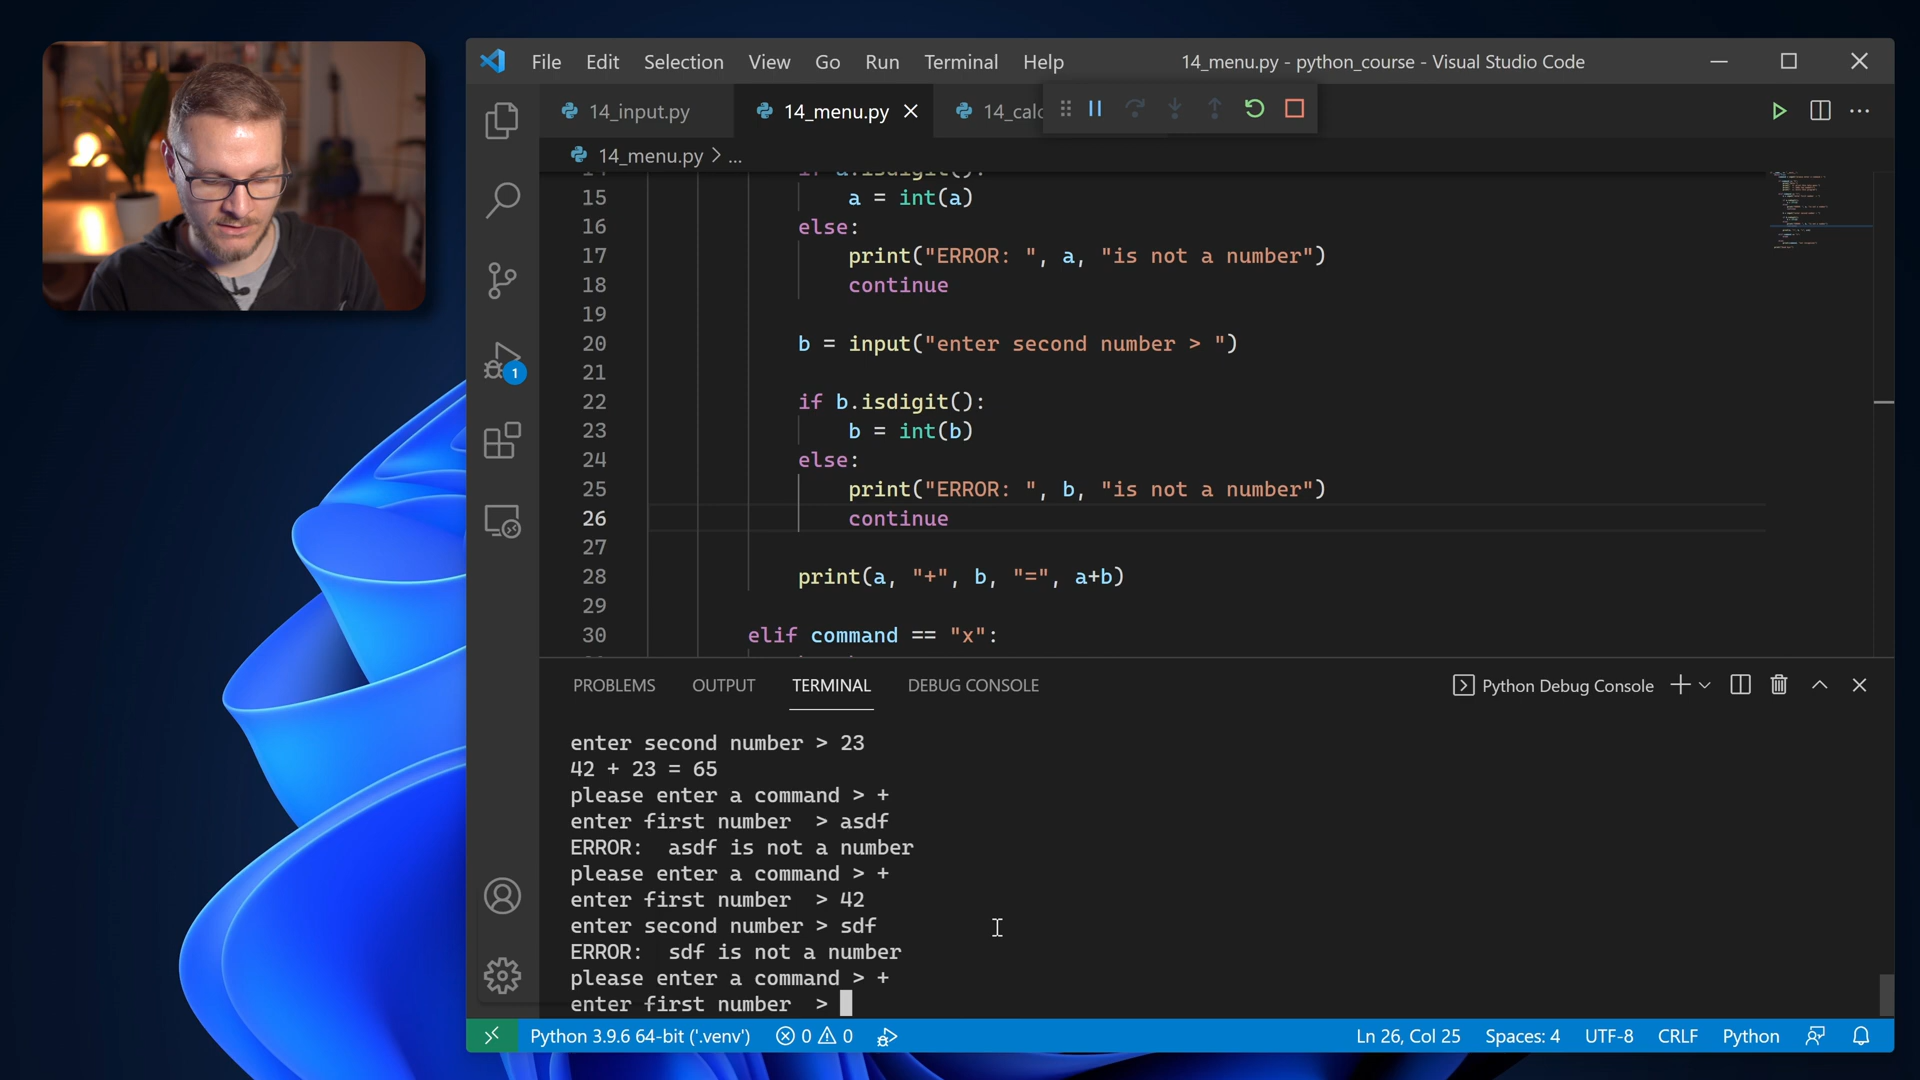 File Edit Selection View Go Run Terminal Help 14_menu.py - python_course - Visual Studio Code
14_input.py 14_menu.py 14_calc
14_menu.py > ...
14 if a.isdigit():
15 a = int(a)
16 else:
17 print("ERROR: ", a, "is not a number")
18 continue
19
20 b = input("enter second number > ")
21
22 if b.isdigit():
23 b = int(b)
24 else:
25 print("ERROR: ", b, "is not a number")
26 continue
27
28 print(a, "+", b, "=", a+b)
29
30 elif command == "x":
1
PROBLEMS OUTPUT TERMINAL DEBUG CONSOLE Python Debug Console
enter second number > 23
42 + 23 = 65
please enter a command > +
enter first number  > asdf
ERROR:  asdf is not a number
please enter a command > +
enter first number  > 42
enter second number > sdf
ERROR:  sdf is not a number
please enter a command > +
enter first number  >
Python 3.9.6 64-bit ('.venv') 0 0 Ln 26, Col 25 Spaces: 4 UTF-8 CRLF Python